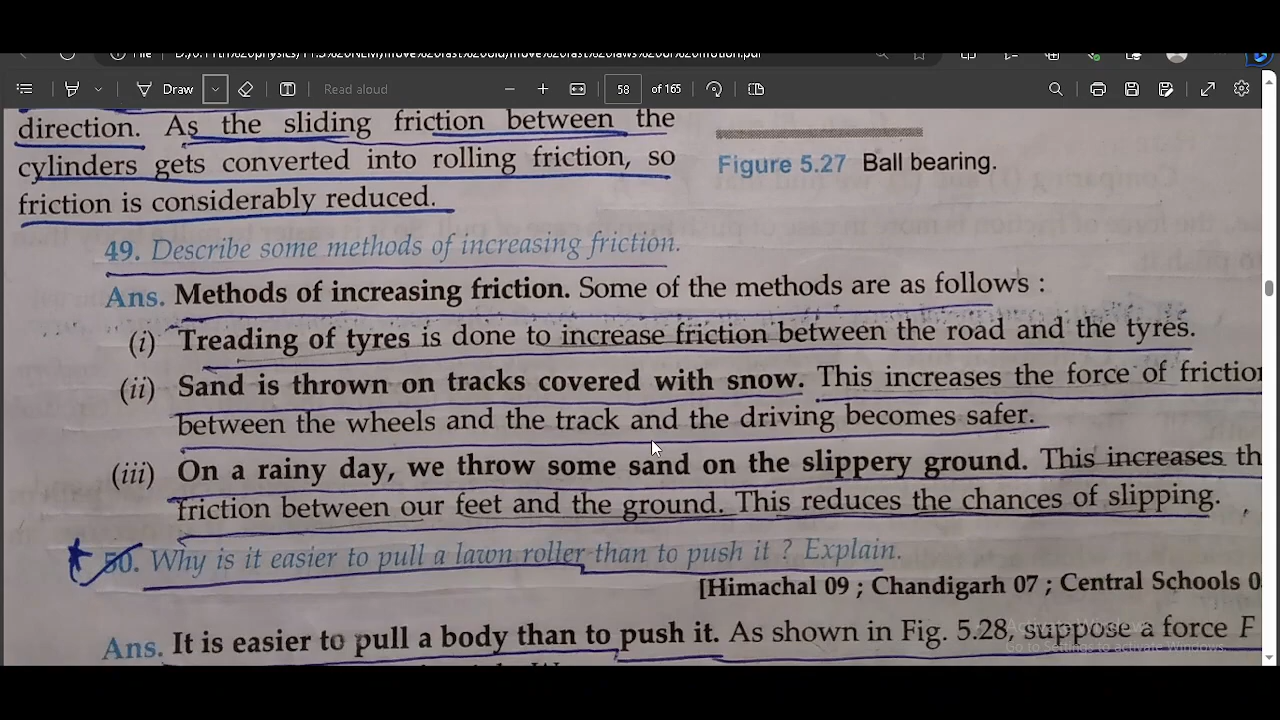 Draw
Read aloud
58 of 165
direction. As the sliding friction between the
cylinders gets converted into rolling friction, so
friction is considerably reduced.
Figure 5.27 Ball bearing.
49. Describe some methods of increasing friction.
Ans. Methods of increasing friction. Some of the methods are as follows :
(i) Treading of tyres is done to increase friction between the road and the tyres.
(ii) Sand is thrown on tracks covered with snow. This increases the force of frictio
between the wheels and the track and the driving becomes safer.
(iii) On a rainy day, we throw some sand on the slippery ground. This increases th
friction between our feet and the ground. This reduces the chances of slipping.
50. Why is it easier to pull a lawn roller than to push it ? Explain.
[Himachal 09 ; Chandigarh 07 ; Central Schools 0
Ans. It is easier to pull a body than to push it. As shown in Fig. 5.28, suppose a force F
Activate Windows
Go to Settings to activate Windows.